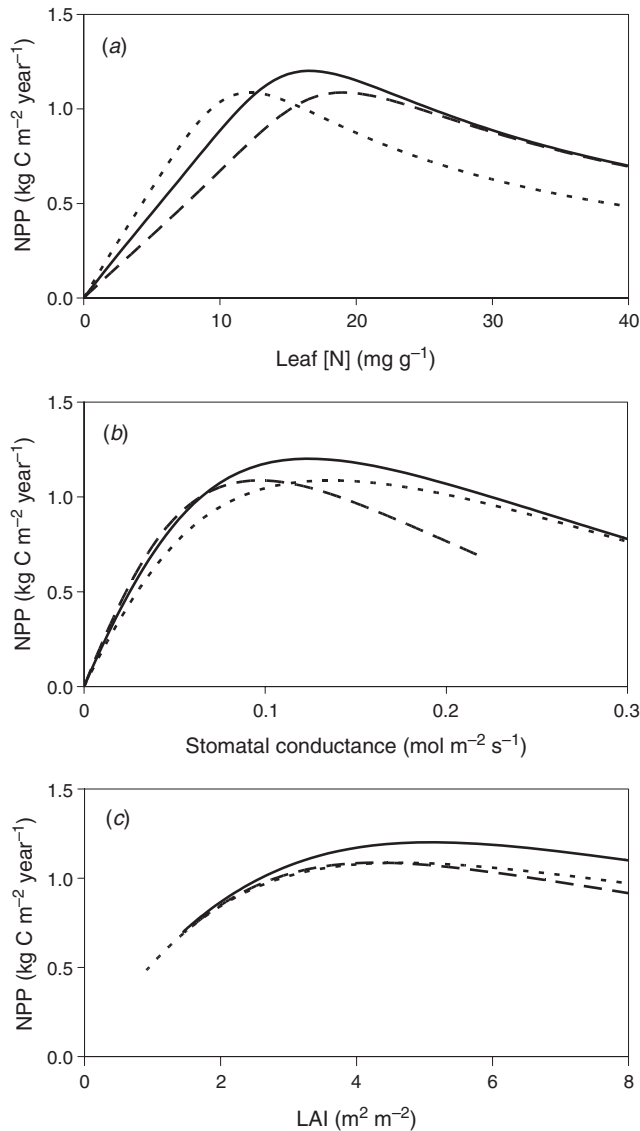 (a)
NPP (kg C m⁻² year⁻¹)
1.5
1.0
0.5
0.0
0 10 20 30 40
Leaf [N] (mg g⁻¹)
(b)
NPP (kg C m⁻² year⁻¹)
1.5
1.0
0.5
0.0
0 0.1 0.2 0.3
Stomatal conductance (mol m⁻² s⁻¹)
(c)
NPP (kg C m⁻² year⁻¹)
1.5
1.0
0.5
0.0
0 2 4 6 8
LAI (m² m⁻²)